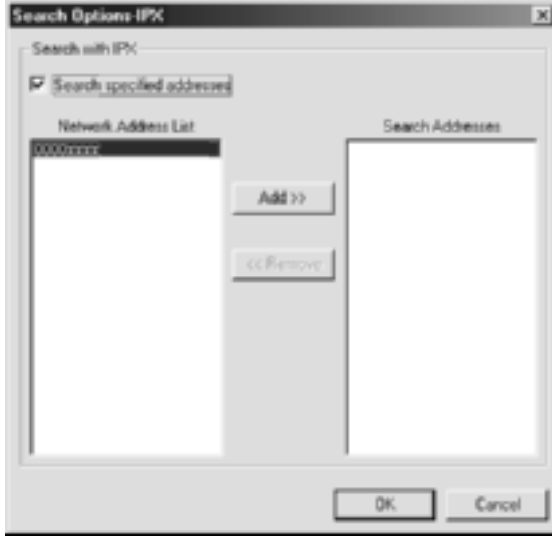 Search Options-IPX
Search with IPX
Search specified addresses
Network Address List
Search Addresses
Add >>
<< Remove
OK
Cancel